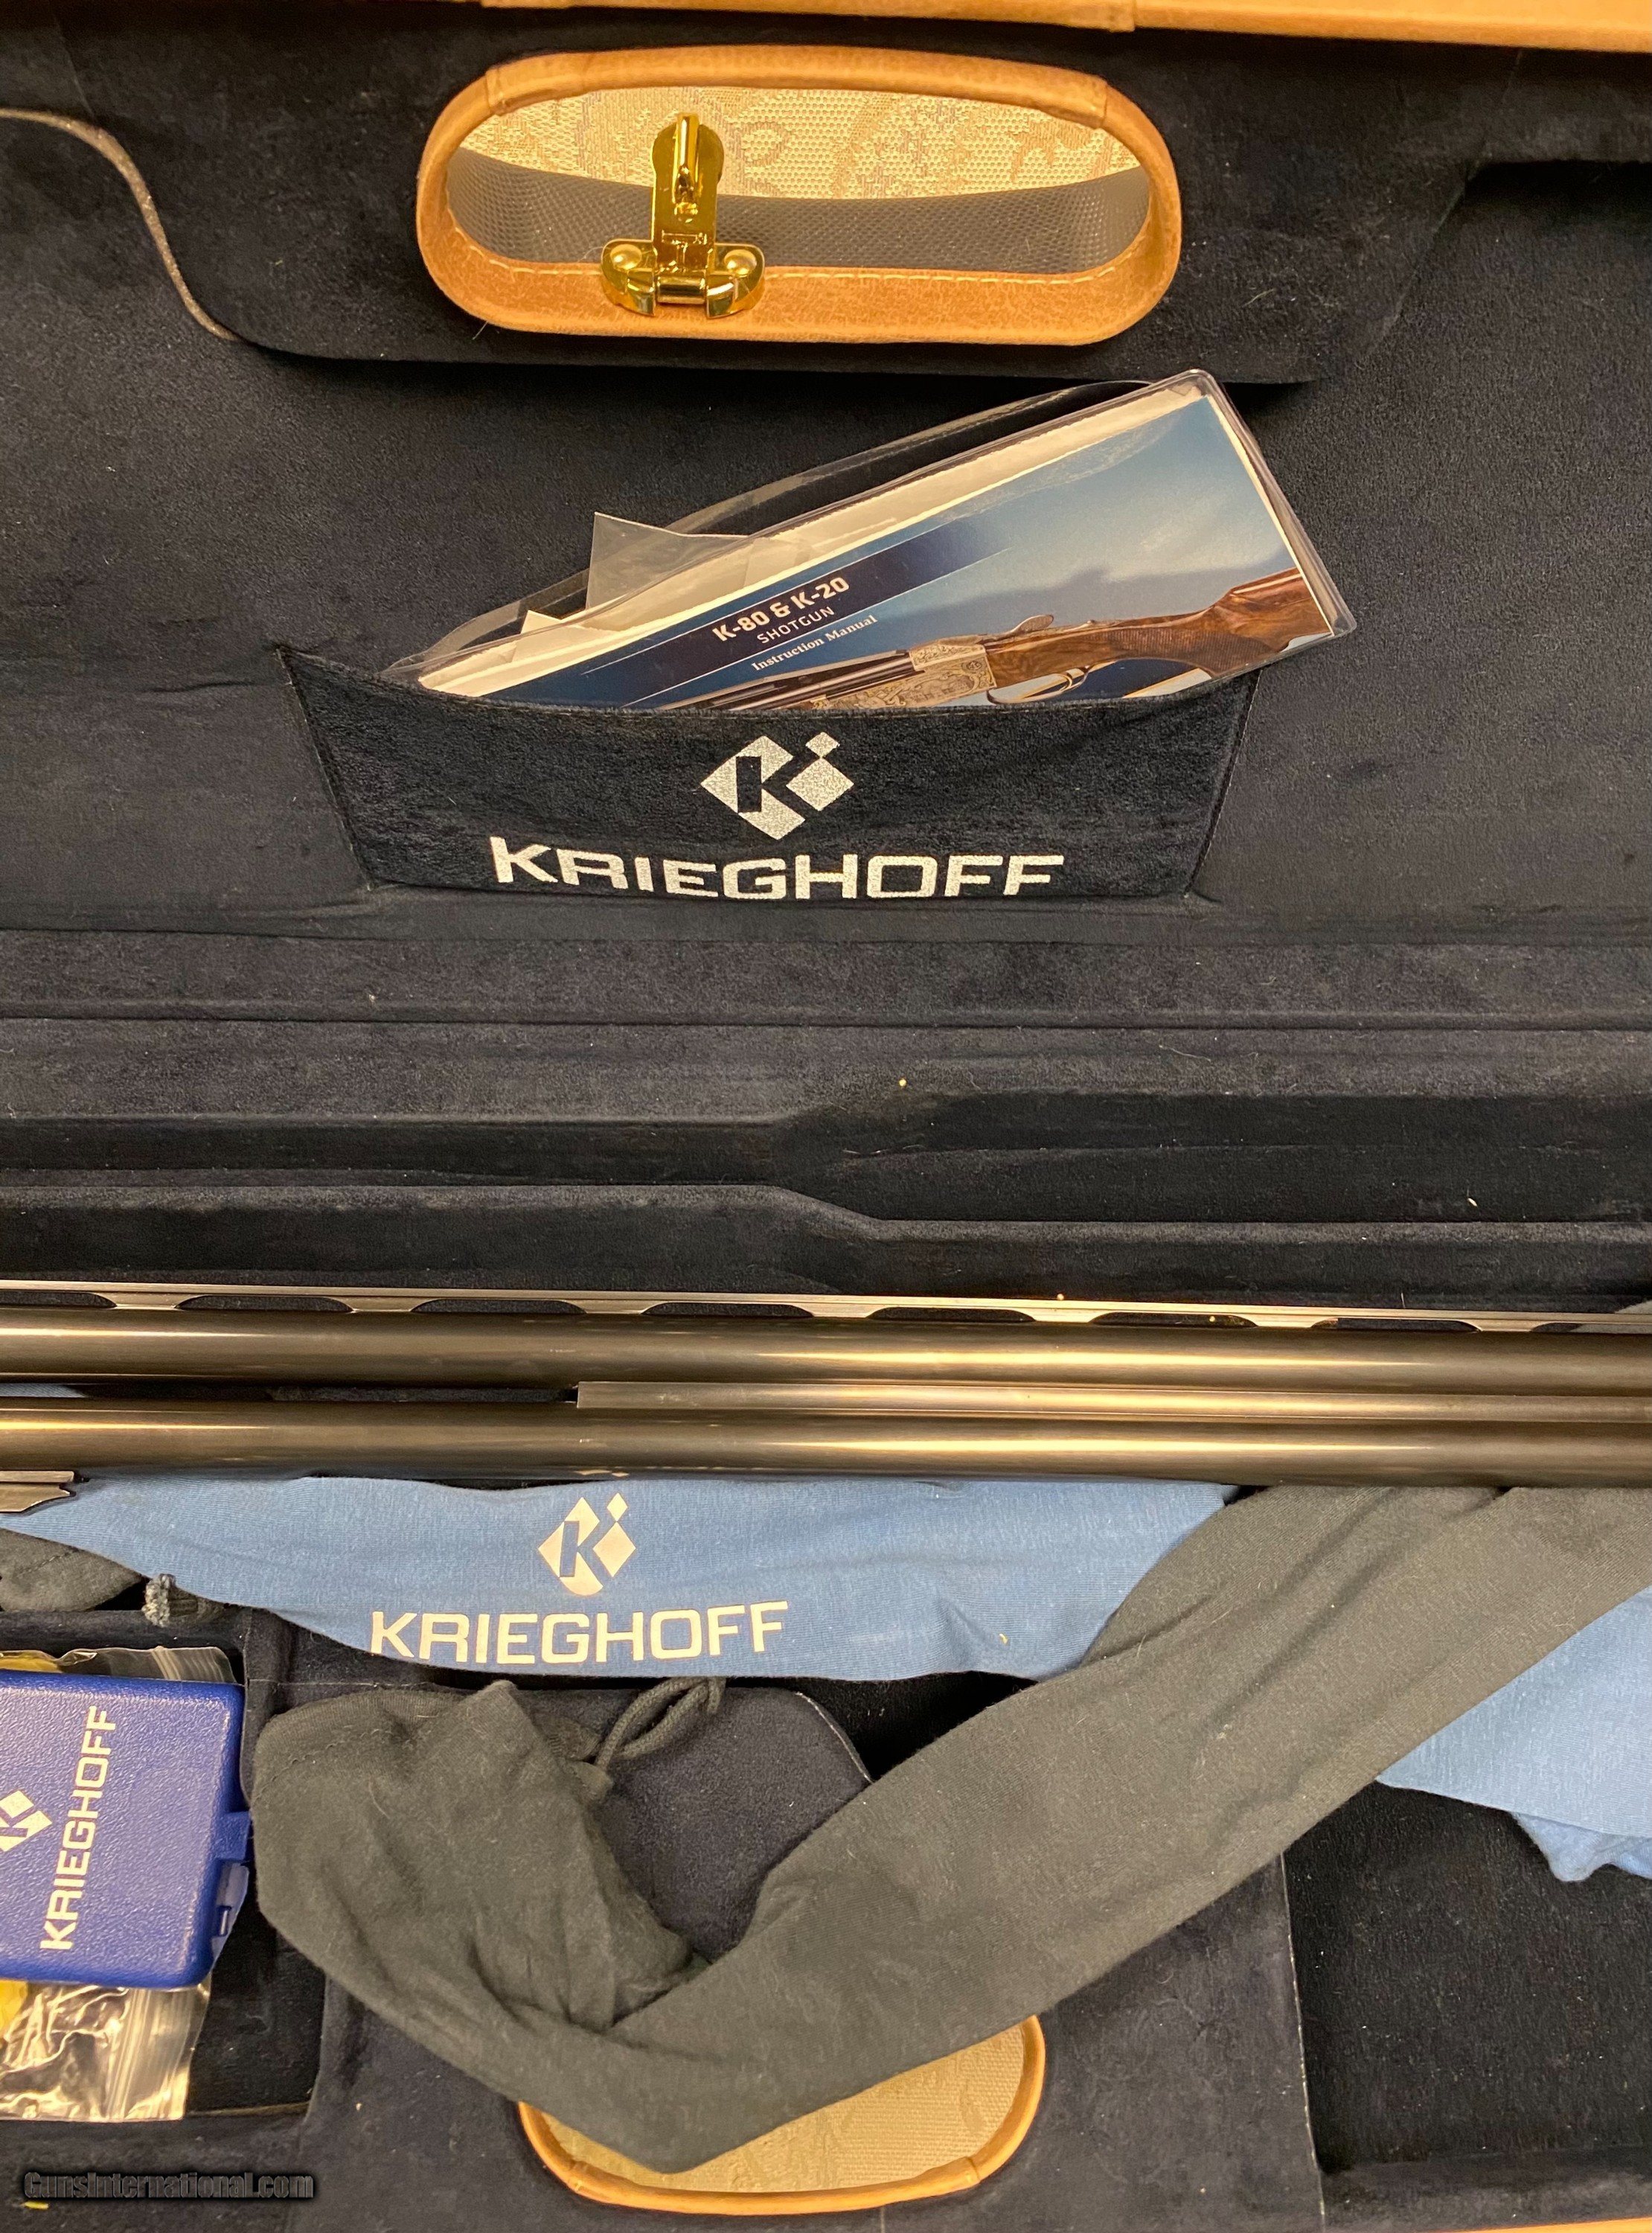 K-80 & K-20
SHOTGUN
Instruction Manual
KRIEGHOFF
KRIEGHOFF
KRIEGHOFF
GunsInternational.com